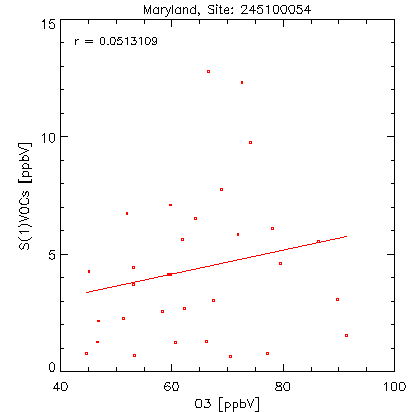 Maryland, Site: 245100054
r = 0.0513109
15
10
5
0
S(1)VOCs [ppbV]
40 60 80 100
O3 [ppbV]